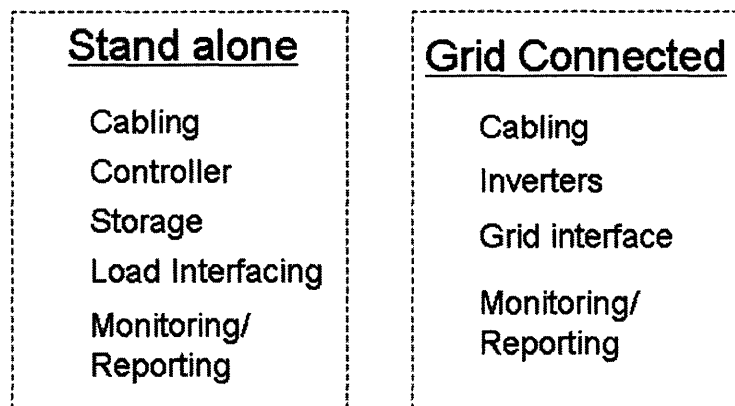 Stand alone
Cabling
Controller
Storage
Load Interfacing
Monitoring/
Reporting
Grid Connected
Cabling
Inverters
Grid interface
Monitoring/
Reporting